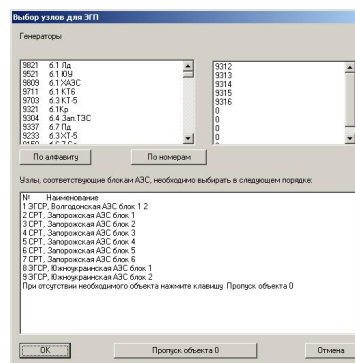 Выбор узлов для ЭГП
Генераторы
9821 6.1 Лд
9521 6.1 ЮУ
9809 6.1 ХАЭС
9711 6.1 КТ6
9703 6.3 КТ-5
9321 6.1Кр
9304 6.4 Зап.ТЭС
9337 6.7 Лд
9233 6.3 ХТ-5
9312
9313
9314
9315
9316
0
0
0
0
По алфавиту
По номерам
Узлы, соответствующие блокам АЭС, необходимо выбирать в следующем порядке:
№ Наименование
1 ЭГСР, Волгодонская АЭС блок 1 2
2 СРТ, Запорожская АЭС блок 1
3 СРТ, Запорожская АЭС блок 2
4 СРТ, Запорожская АЭС блок 3
5 СРТ, Запорожская АЭС блок 4
6 СРТ, Запорожская АЭС блок 5
7 СРТ, Запорожская АЭС блок 6
8 ЭГСР, Южноукраинская АЭС блок 1
9 ЭГСР, Южноукраинская АЭС блок 2
При отсутствии необходимого объекта нажмите клавишу Пропуск объекта 0
OK
Пропуск объекта 0
Отмена